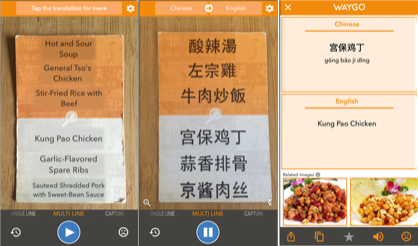 Tap the translation for more
Hot and Sour
Soup
General Tso's
Chicken
Stir-Fried Rice with
Beef
Kung Pao Chicken
Garlic-Flavored
Spare Ribs
Sauteed Shredded Pork
with Sweet-Bean Sauce
NGLE LINE
MULTI LINE
CAPTURE
Chinese
English
酸辣湯
左宗雞
牛肉炒飯
宫保鸡丁
蒜香排骨
京酱肉丝
NGLE LINE
MULTI LINE
CAPTUR
WAYGO
Chinese
宫保鸡丁
gōng bǎo jī dīng
English
Kung Pao Chicken
Related images